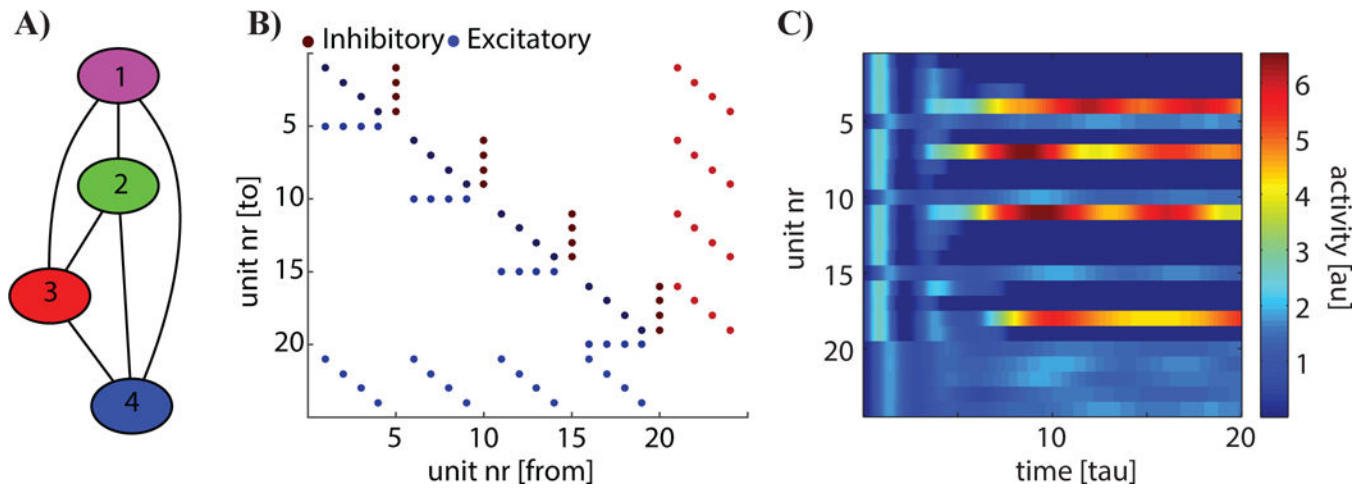 A)
1
2
3
4
B)
Inhibitory Excitatory
unit nr [to]
5
10
15
20
5 10 15 20
unit nr [from]
C)
unit nr
5
10
15
20
10 20
time [tau]
6
5
4
3
2
1
activity [au]